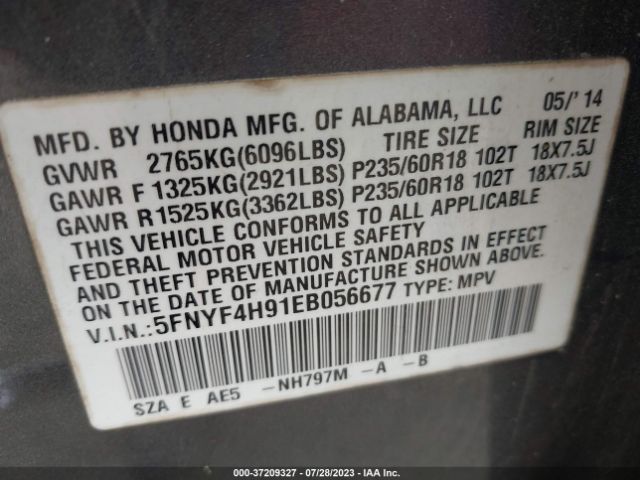 MFD. BY HONDA MFG. OF ALABAMA, LLC 05/'14
GVWR 2765KG(6096LBS) TIRE SIZE RIM SIZE
GAWR F 1325KG(2921LBS) P235/60R18 102T 18X7.5J
GAWR R1525KG(3362LBS) P235/60R18 102T 18X7.5J
THIS VEHICLE CONFORMS TO ALL APPLICABLE
FEDERAL MOTOR VEHICLE SAFETY
AND THEFT PREVENTION STANDARDS IN EFFECT
ON THE DATE OF MANUFACTURE SHOWN ABOVE.
V.I.N.:5FNYF4H91EB056677 TYPE: MPV
SZA E AE5 -NH797M -A -B
000-37209327 / 07/28/2023 - IAA Inc.